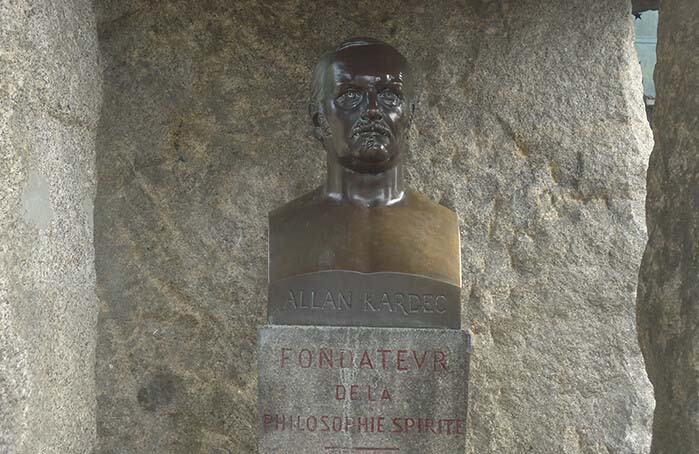 ALLAN KARDEC
FONDATEVR
DE LA
PHILOSOPHIE SPIRITE